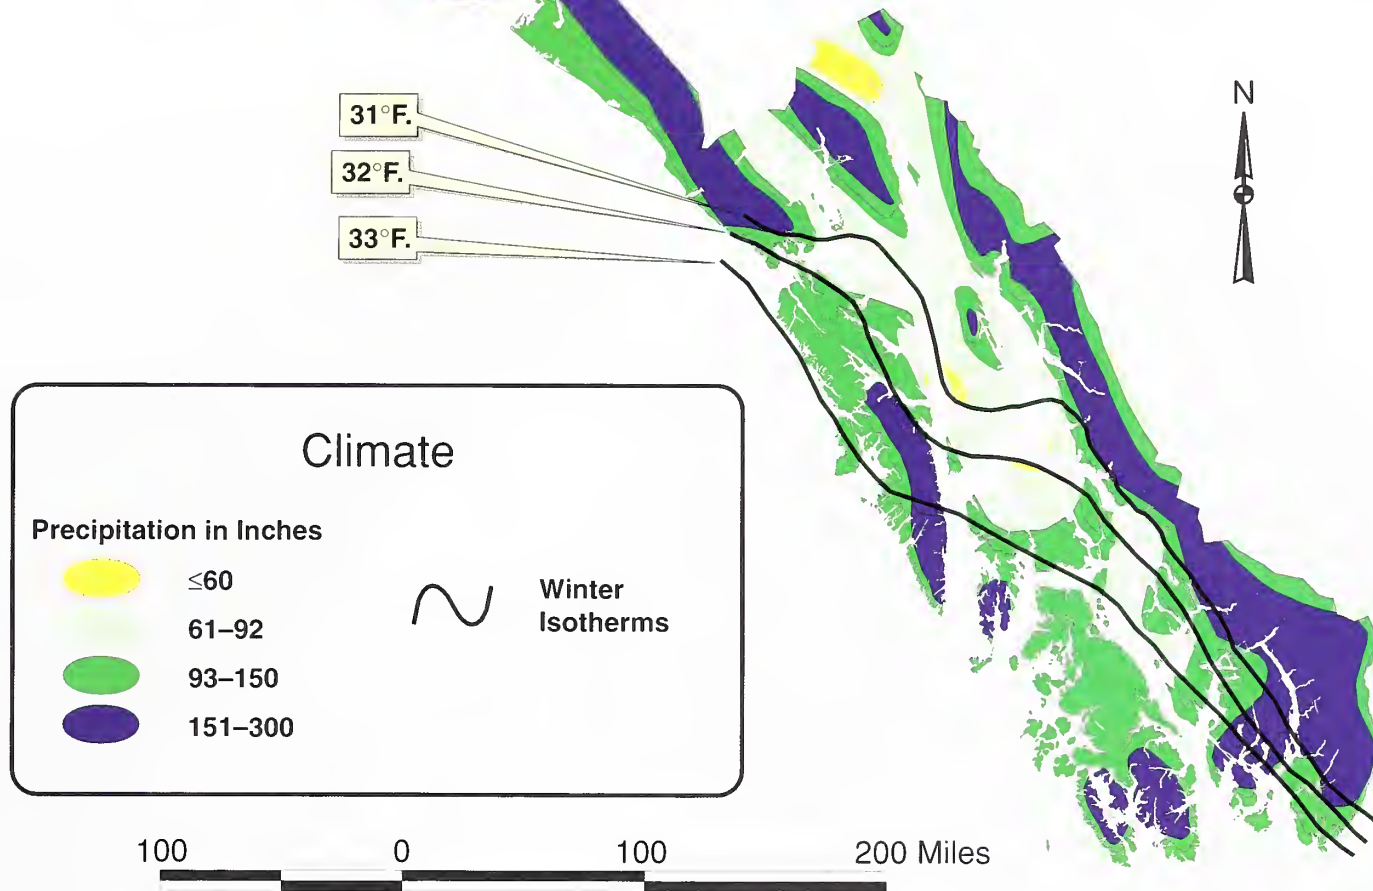 31°F.
N
32°F.
33°F.
Climate
Precipitation in Inches
≤60
61–92
93–150
151–300
Winter
Isotherms
100 0 100 200 Miles